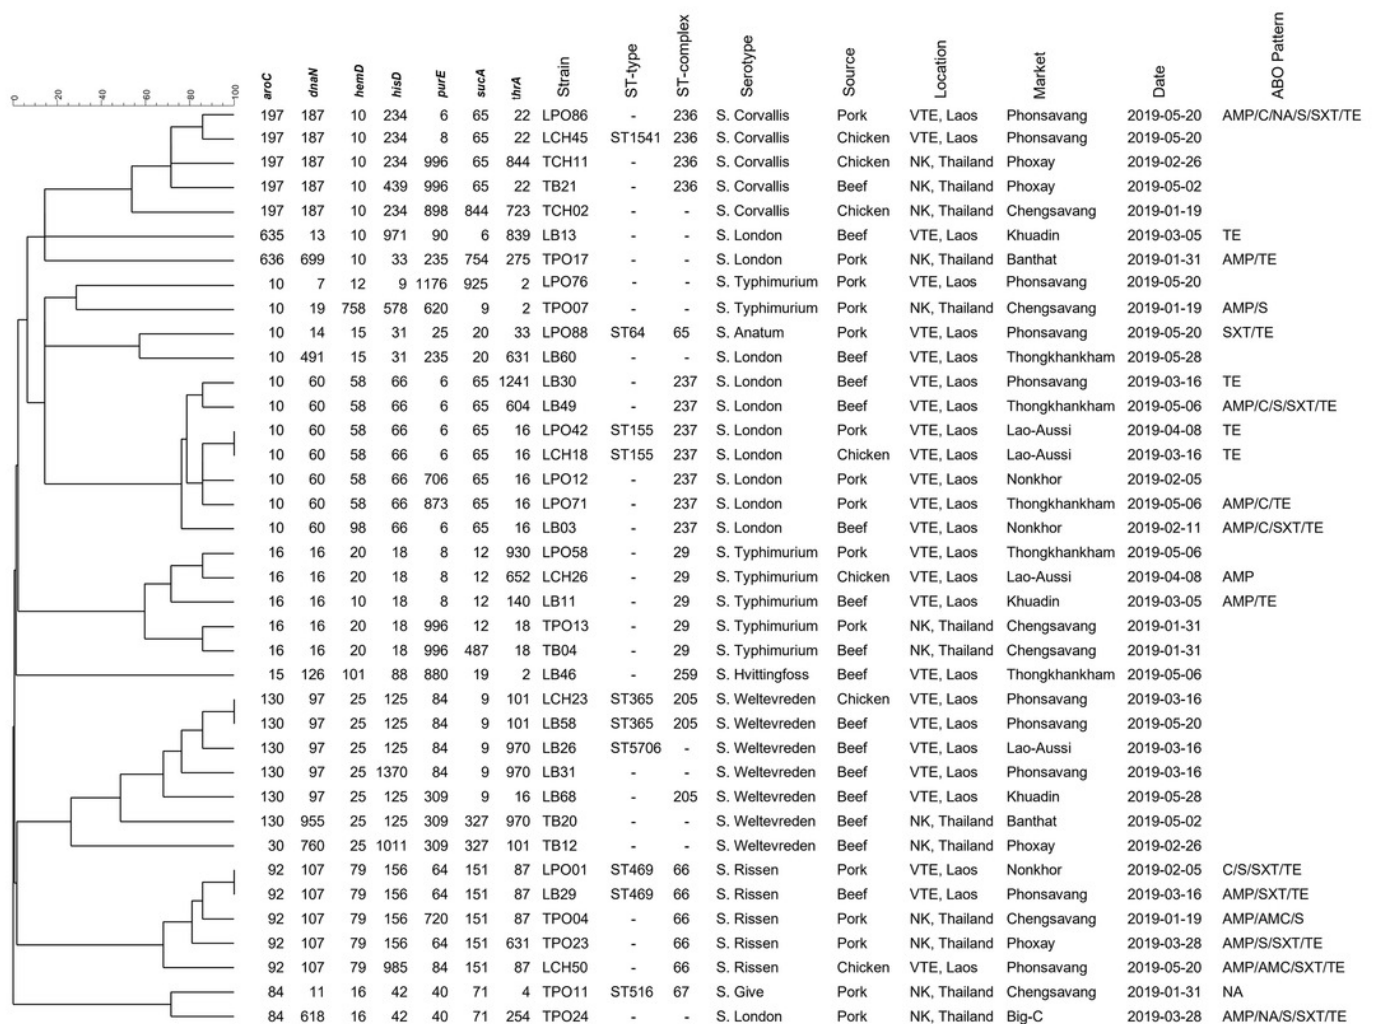 0 20 40 60 80 100 aroC dnaN hemD hisD purE sucA thrA Strain ST-type ST-complex Serotype Source Location Market Date ABO Pattern
197 187 10 234 6 65 22 LPO86 - 236 S. Corvallis Pork VTE, Laos Phonsavang 2019-05-20 AMP/C/NA/S/SXT/TE
197 187 10 234 8 65 22 LCH45 ST1541 236 S. Corvallis Chicken VTE, Laos Phonsavang 2019-05-20
197 187 10 234 996 65 844 TCH11 - 236 S. Corvallis Chicken NK, Thailand Phoxay 2019-02-26
197 187 10 439 996 65 22 TB21 - 236 S. Corvallis Beef NK, Thailand Phoxay 2019-05-02
197 187 10 234 898 844 723 TCH02 - - S. Corvallis Chicken NK, Thailand Chengsavang 2019-01-19
635 13 10 971 90 6 839 LB13 - - S. London Beef VTE, Laos Khuadin 2019-03-05 TE
636 699 10 33 235 754 275 TPO17 - - S. London Pork NK, Thailand Banthat 2019-01-31 AMP/TE
10 7 12 9 1176 925 2 LPO76 - - S. Typhimurium Pork VTE, Laos Phonsavang 2019-05-20
10 19 758 578 620 9 2 TPO07 - - S. Typhimurium Pork NK, Thailand Chengsavang 2019-01-19 AMP/S
10 14 15 31 25 20 33 LPO88 ST64 65 S. Anatum Pork VTE, Laos Phonsavang 2019-05-20 SXT/TE
10 491 15 31 235 20 631 LB60 - - S. London Beef VTE, Laos Thongkhankham 2019-05-28
10 60 58 66 6 65 1241 LB30 - 237 S. London Beef VTE, Laos Phonsavang 2019-03-16 TE
10 60 58 66 6 65 604 LB49 - 237 S. London Beef VTE, Laos Thongkhankham 2019-05-06 AMP/C/S/SXT/TE
10 60 58 66 6 65 16 LPO42 ST155 237 S. London Pork VTE, Laos Lao-Aussi 2019-04-08 TE
10 60 58 66 6 65 16 LCH18 ST155 237 S. London Chicken VTE, Laos Lao-Aussi 2019-03-16 TE
10 60 58 66 706 65 16 LPO12 - 237 S. London Pork VTE, Laos Nonkhor 2019-02-05
10 60 58 66 873 65 16 LPO71 - 237 S. London Pork VTE, Laos Thongkhankham 2019-05-06 AMP/C/TE
10 60 98 66 6 65 16 LB03 - 237 S. London Beef VTE, Laos Nonkhor 2019-02-11 AMP/C/SXT/TE
16 16 20 18 8 12 930 LPO58 - 29 S. Typhimurium Pork VTE, Laos Thongkhankham 2019-05-06
16 16 20 18 8 12 652 LCH26 - 29 S. Typhimurium Chicken VTE, Laos Lao-Aussi 2019-04-08 AMP
16 16 10 18 8 12 140 LB11 - 29 S. Typhimurium Beef VTE, Laos Khuadin 2019-03-05 AMP/TE
16 16 20 18 996 12 18 TPO13 - 29 S. Typhimurium Pork NK, Thailand Chengsavang 2019-01-31
16 16 20 18 996 487 18 TB04 - 29 S. Typhimurium Beef NK, Thailand Chengsavang 2019-01-31
15 126 101 88 880 19 2 LB46 - 259 S. Hvittingfoss Beef VTE, Laos Thongkhankham 2019-05-06
130 97 25 125 84 9 101 LCH23 ST365 205 S. Weltevreden Chicken VTE, Laos Phonsavang 2019-03-16
130 97 25 125 84 9 101 LB58 ST365 205 S. Weltevreden Beef VTE, Laos Phonsavang 2019-05-20
130 97 25 125 84 9 970 LB26 ST5706 - S. Weltevreden Beef VTE, Laos Lao-Aussi 2019-03-16
130 97 25 1370 84 9 970 LB31 - - S. Weltevreden Beef VTE, Laos Phonsavang 2019-03-16
130 97 25 125 309 9 16 LB68 - 205 S. Weltevreden Beef VTE, Laos Khuadin 2019-05-28
130 955 25 125 309 327 970 TB20 - - S. Weltevreden Beef NK, Thailand Banthat 2019-05-02
30 760 25 1011 309 327 101 TB12 - - S. Weltevreden Beef NK, Thailand Phoxay 2019-02-26
92 107 79 156 64 151 87 LPO01 ST469 66 S. Rissen Pork VTE, Laos Nonkhor 2019-02-05 C/S/SXT/TE
92 107 79 156 64 151 87 LB29 ST469 66 S. Rissen Beef VTE, Laos Phonsavang 2019-03-16 AMP/SXT/TE
92 107 79 156 720 151 87 TPO04 - 66 S. Rissen Pork NK, Thailand Chengsavang 2019-01-19 AMP/AMC/S
92 107 79 156 64 151 631 TPO23 - 66 S. Rissen Pork NK, Thailand Phoxay 2019-03-28 AMP/S/SXT/TE
92 107 79 985 84 151 87 LCH50 - 66 S. Rissen Chicken VTE, Laos Phonsavang 2019-05-20 AMP/AMC/SXT/TE
84 11 16 42 40 71 4 TPO11 ST516 67 S. Give Pork NK, Thailand Chengsavang 2019-01-31 NA
84 618 16 42 40 71 254 TPO24 - - S. London Pork NK, Thailand Big-C 2019-03-28 AMP/NA/S/SXT/TE